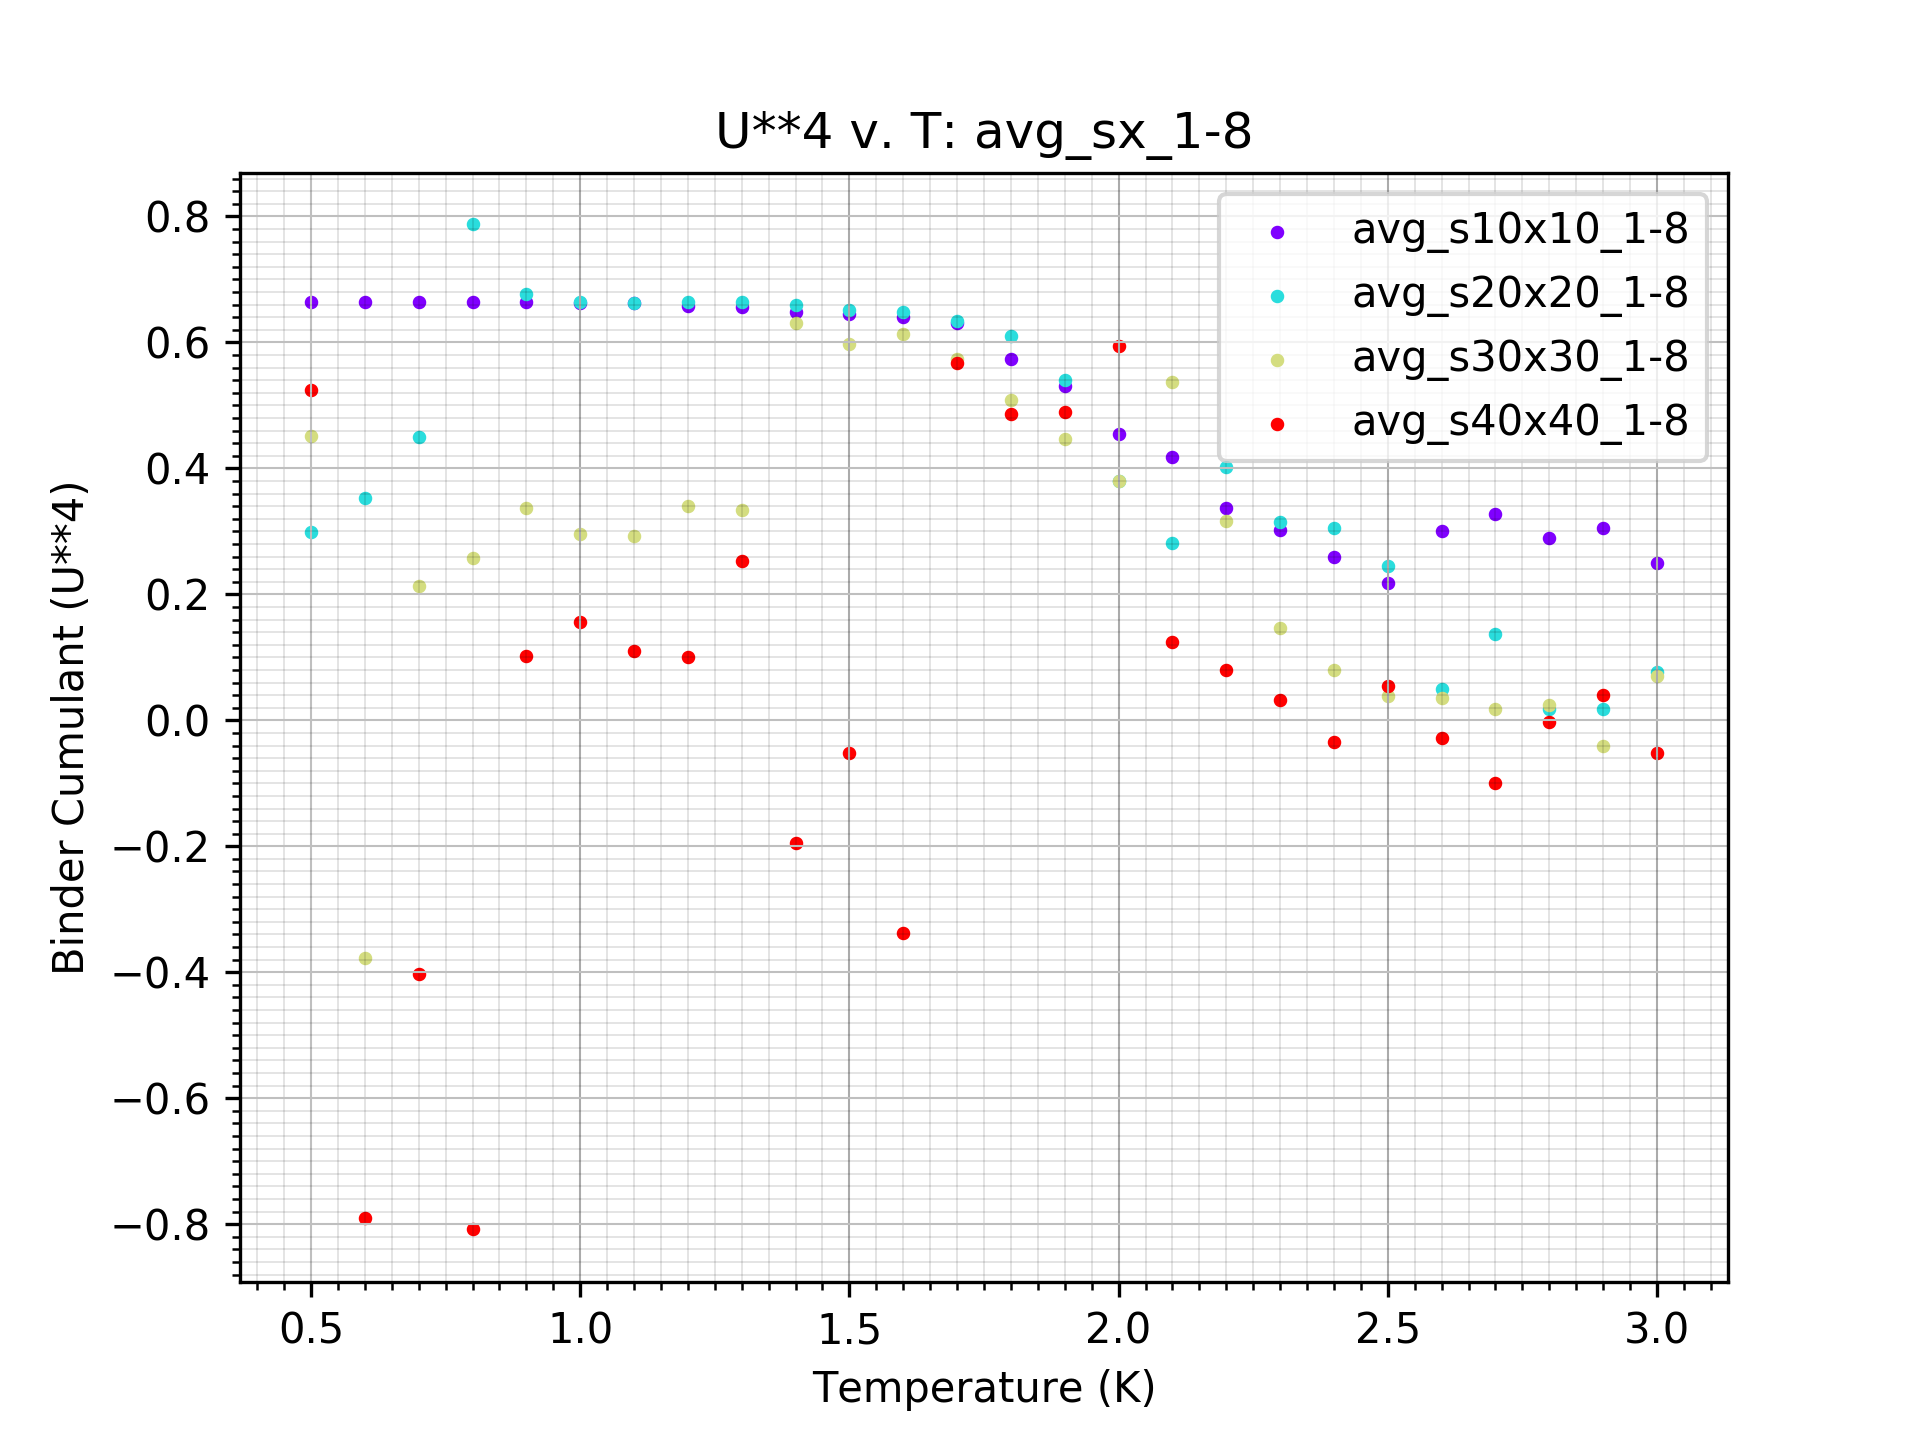 U**4 v. T: avg_sx_1-8
avg_s10x10_1-8
avg_s20x20_1-8
avg_s30x30_1-8
avg_s40x40_1-8
0.8
0.6
0.4
0.2
0.0
−0.2
−0.4
−0.6
−0.8
Binder Cumulant (U**4)
0.5 1.0 1.5 2.0 2.5 3.0
Temperature (K)